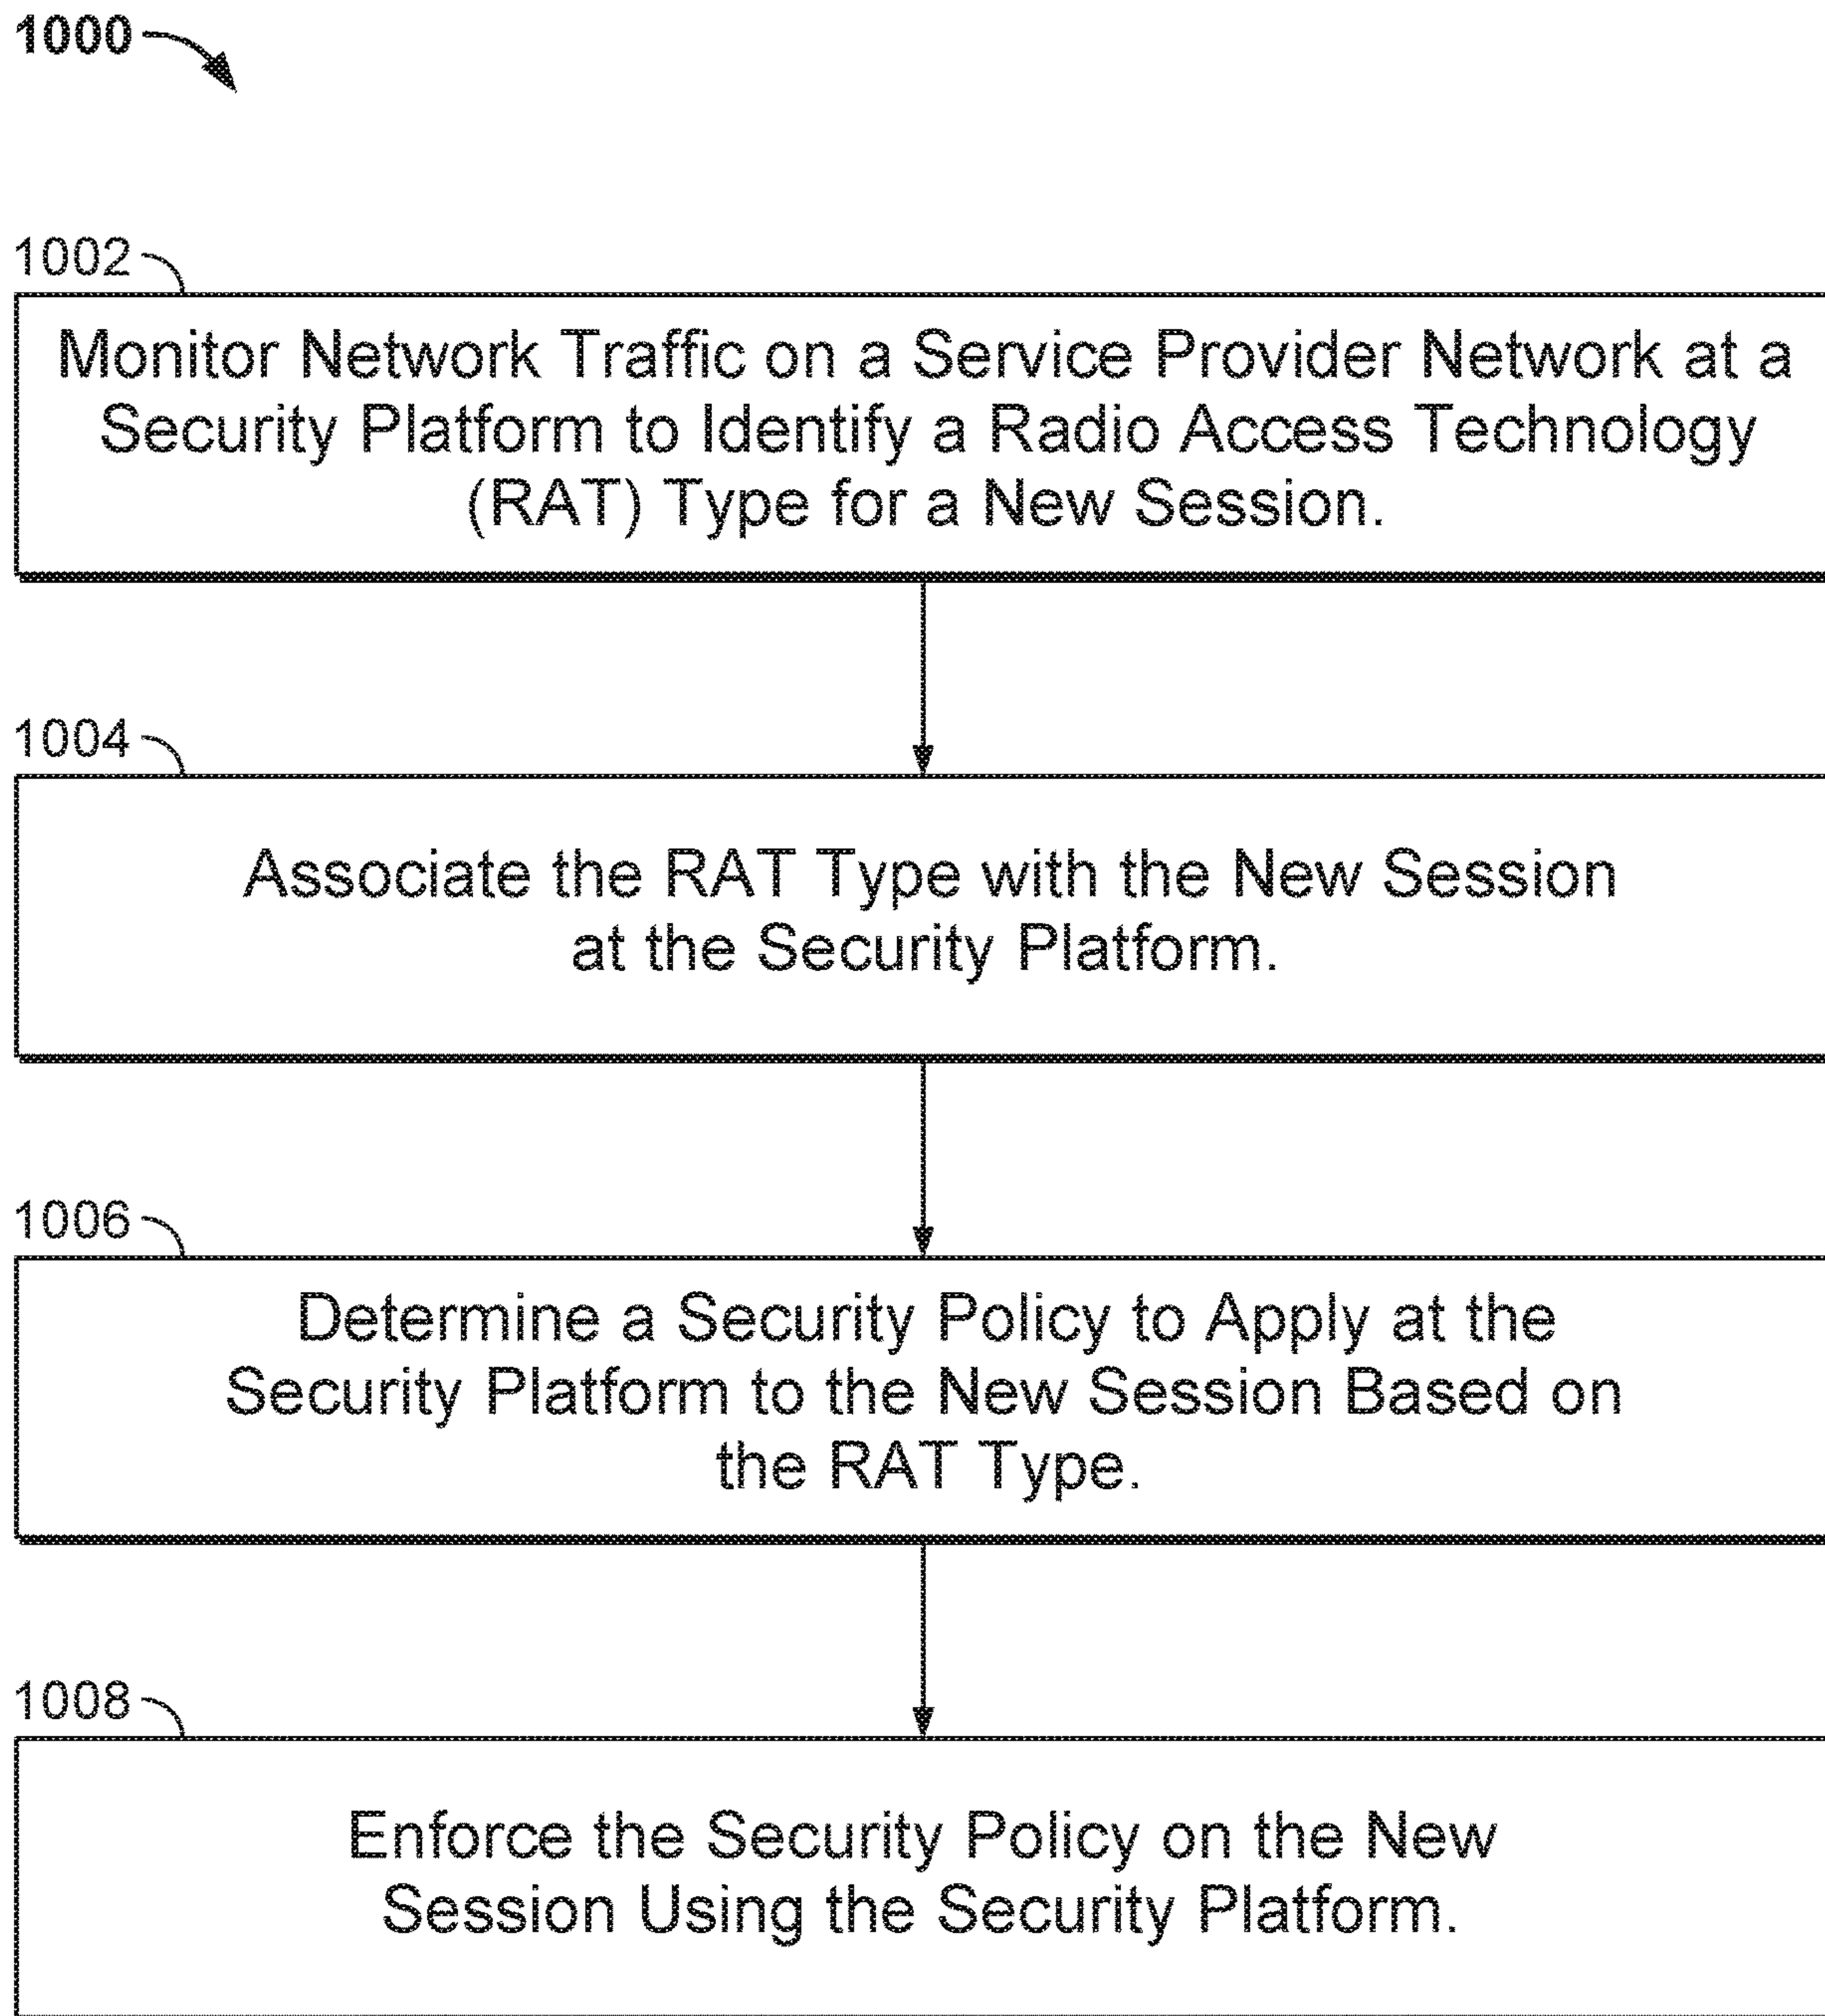 1000
1002
Monitor Network Traffic on a Service Provider Network at a
Security Platform to Identify a Radio Access Technology
(RAT) Type for a New Session.
1004
Associate the RAT Type with the New Session
at the Security Platform.
1006
Determine a Security Policy to Apply at the
Security Platform to the New Session Based on
the RAT Type.
1008
Enforce the Security Policy on the New
Session Using the Security Platform.